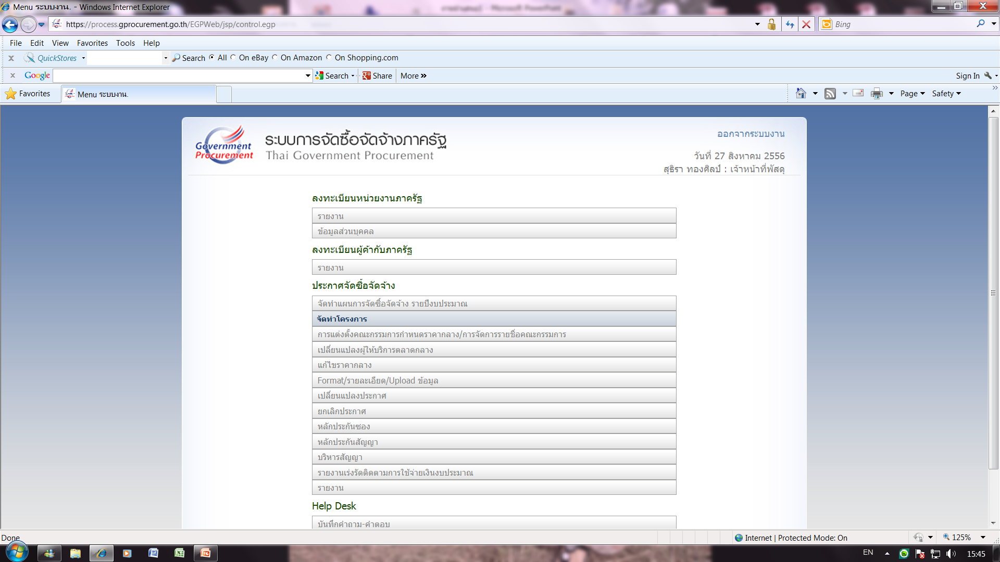 Menu ระบบงาน. - Windows Internet Explorer
https://process.gprocurement.go.th/EGPWeb/jsp/control.egp
Bing
File Edit View Favorites Tools Help
x QuickStores Search All On eBay On Amazon On Shopping.com
x Google Search Share More »
Sign In
Favorites Menu ระบบงาน.
Page Safety
Government
Procurement
ระบบการจัดซื้อจัดจ้างภาครัฐ
Thai Government Procurement
ออกจากระบบงาน
วันที่ 27 สิงหาคม 2556
สุธิรา ทองศิลป์ : เจ้าหน้าที่พัสดุ
ลงทะเบียนหน่วยงานภาครัฐ
รายงาน
ข้อมูลส่วนบุคคล
ลงทะเบียนผู้ค้ากับภาครัฐ
รายงาน
ประกาศจัดซื้อจัดจ้าง
จัดทำแผนการจัดซื้อจัดจ้าง รายปีงบประมาณ
จัดทำโครงการ
การแต่งตั้งคณะกรรมการกำหนดราคากลาง/การจัดการรายชื่อคณะกรรมการ
เปลี่ยนแปลงผู้ให้บริการตลาดกลาง
แก้ไขราคากลาง
Format/รายละเอียด/Upload ข้อมูล
เปลี่ยนแปลงประกาศ
ยกเลิกประกาศ
หลักประกันซอง
หลักประกันสัญญา
บริหารสัญญา
รายงานเร่งรัดติดตามการใช้จ่ายเงินงบประมาณ
รายงาน
Help Desk
บันทึกคำถาม-คำตอบ
Done
Internet | Protected Mode: On
125%
EN
15:45